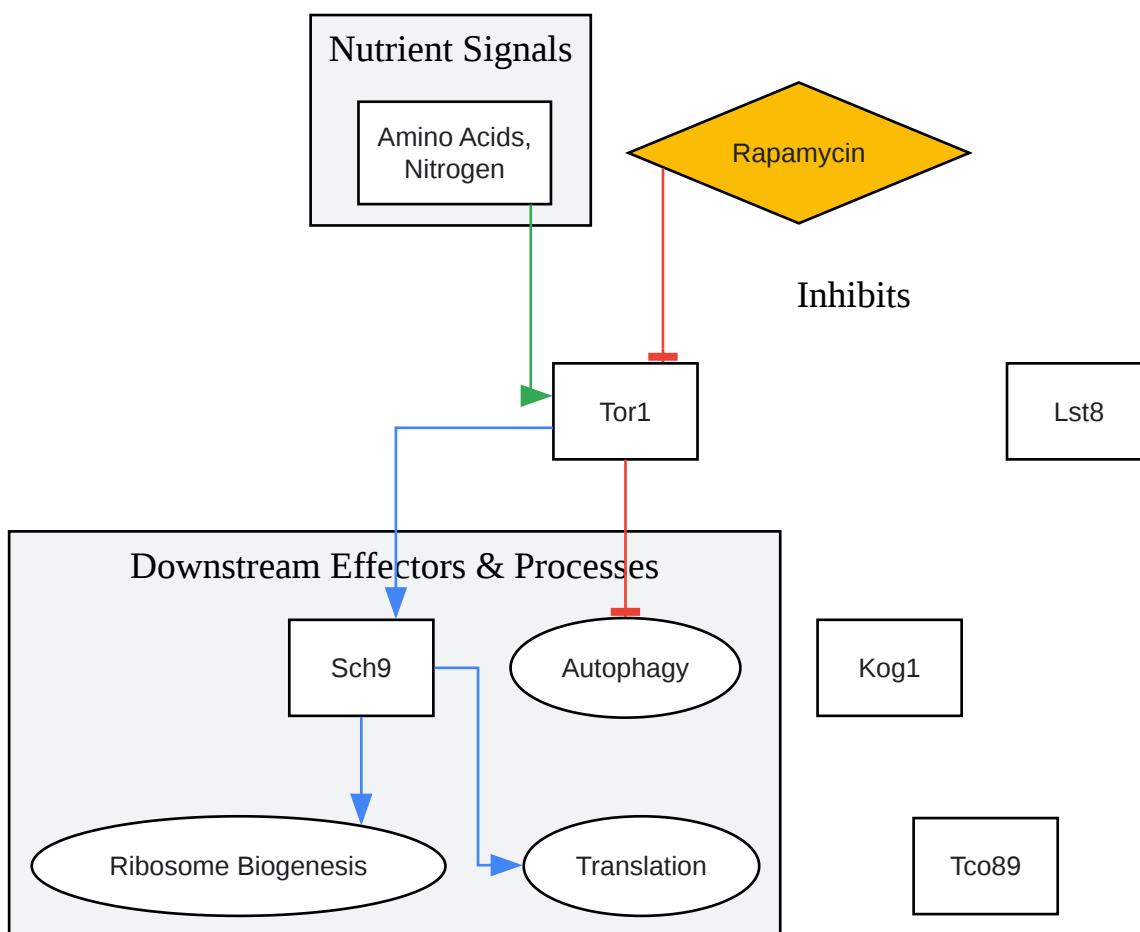 Nutrient Signals
Amino Acids,
Nitrogen
Rapamycin
Inhibits
Tor1
Lst8
Downstream Effectors & Processes
Sch9
Autophagy
Kog1
Ribosome Biogenesis
Translation
Tco89